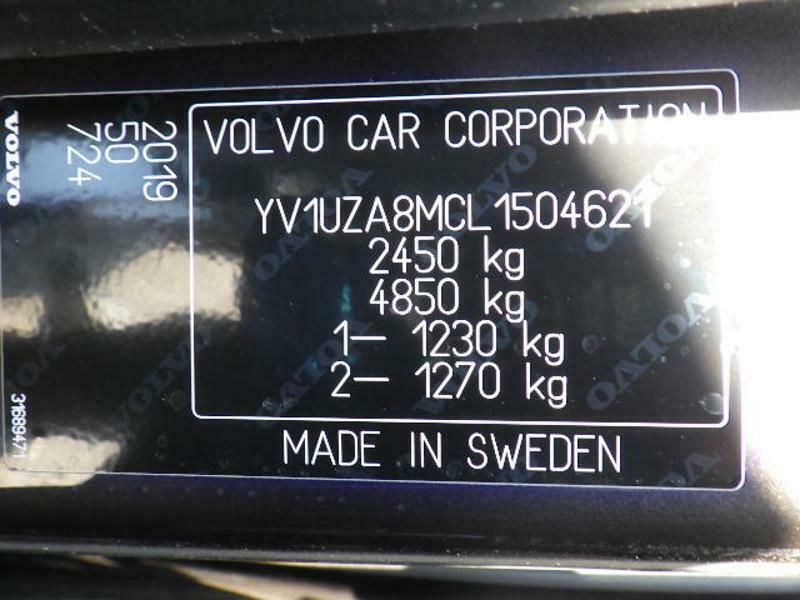 VOLVO
2019
50
724
31689471
VOLVO CAR CORPORATION
YV1UZA8MCL1504621
2450 kg
4850 kg
1– 1230 kg
2– 1270 kg
MADE IN SWEDEN